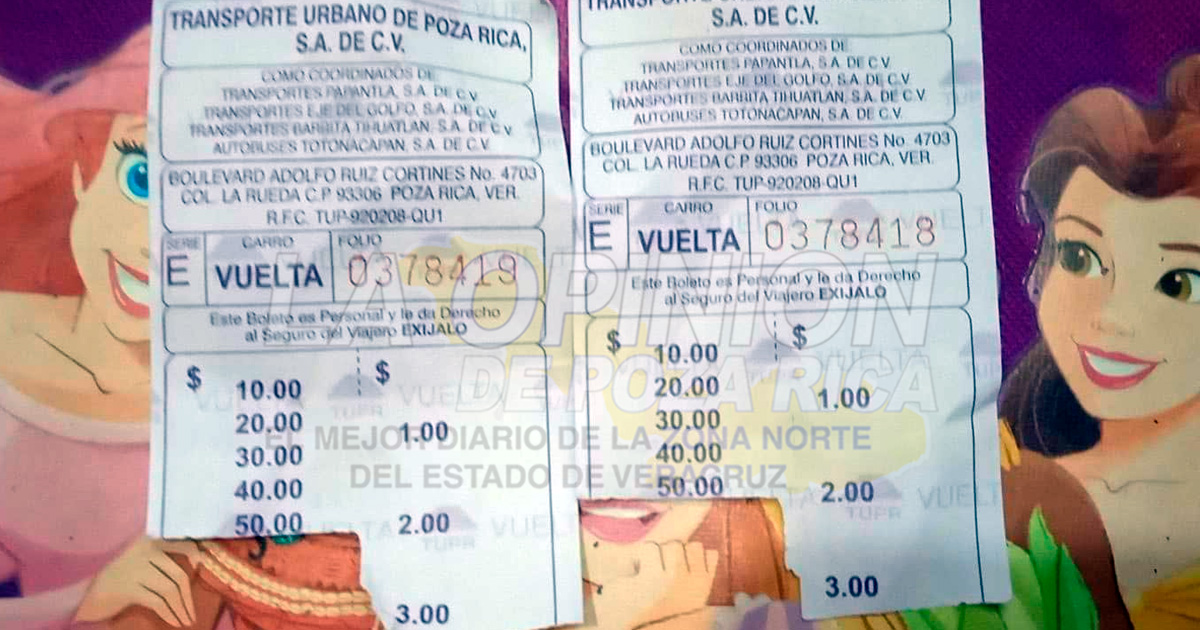 TRANSPORTE URBANO DE POZA RICA,
S.A. DE C.V.
COMO COORDINADOS DE
TRANSPORTES PAPANTLA, S.A. DE C.V.
TRANSPORTES EJE DEL GOLFO, S.A. DE C.V.
TRANSPORTES BARRITA TIHUATLAN, S.A. DE C.V.
AUTOBUSES TOTONACAPAN, S.A. DE C.V.
BOULEVARD ADOLFO RUIZ CORTINES No. 4703
COL. LA RUEDA C.P 93306 POZA RICA, VER.
R.F.C. TUP-920208-QU1
SERIE CARRO FOLIO
E VUELTA 0378419
Este Boleto es Personal y le da Derecho
al Seguro del Viajero EXIJALO
$ $
10.00
20.00 1.00
30.00
40.00
50.00 2.00
3.00
S.A. DE C.V.
COMO COORDINADOS DE
TRANSPORTES PAPANTLA, S.A. DE C.V.
TRANSPORTES EJE DEL GOLFO, S.A. DE C.V.
TRANSPORTES BARRITA TIHUATLAN, S.A. DE C.V.
AUTOBUSES TOTONACAPAN, S.A. DE C.V.
BOULEVARD ADOLFO RUIZ CORTINES No. 4703
COL. LA RUEDA C.P 93306 POZA RICA, VER.
R.F.C. TUP-920208-QU1
SERIE CARRO FOLIO
E VUELTA 0378418
Este Boleto es Personal y le da Derecho
al Seguro del Viajero EXIJALO
$ $
10.00
20.00 1.00
30.00
40.00
50.00 2.00
3.00
VUELTA
TUPR
VUELTA
TUPR
LA OPINION
DE POZA RICA
EL MEJOR DIARIO DE LA ZONA NORTE
DEL ESTADO DE VERACRUZ